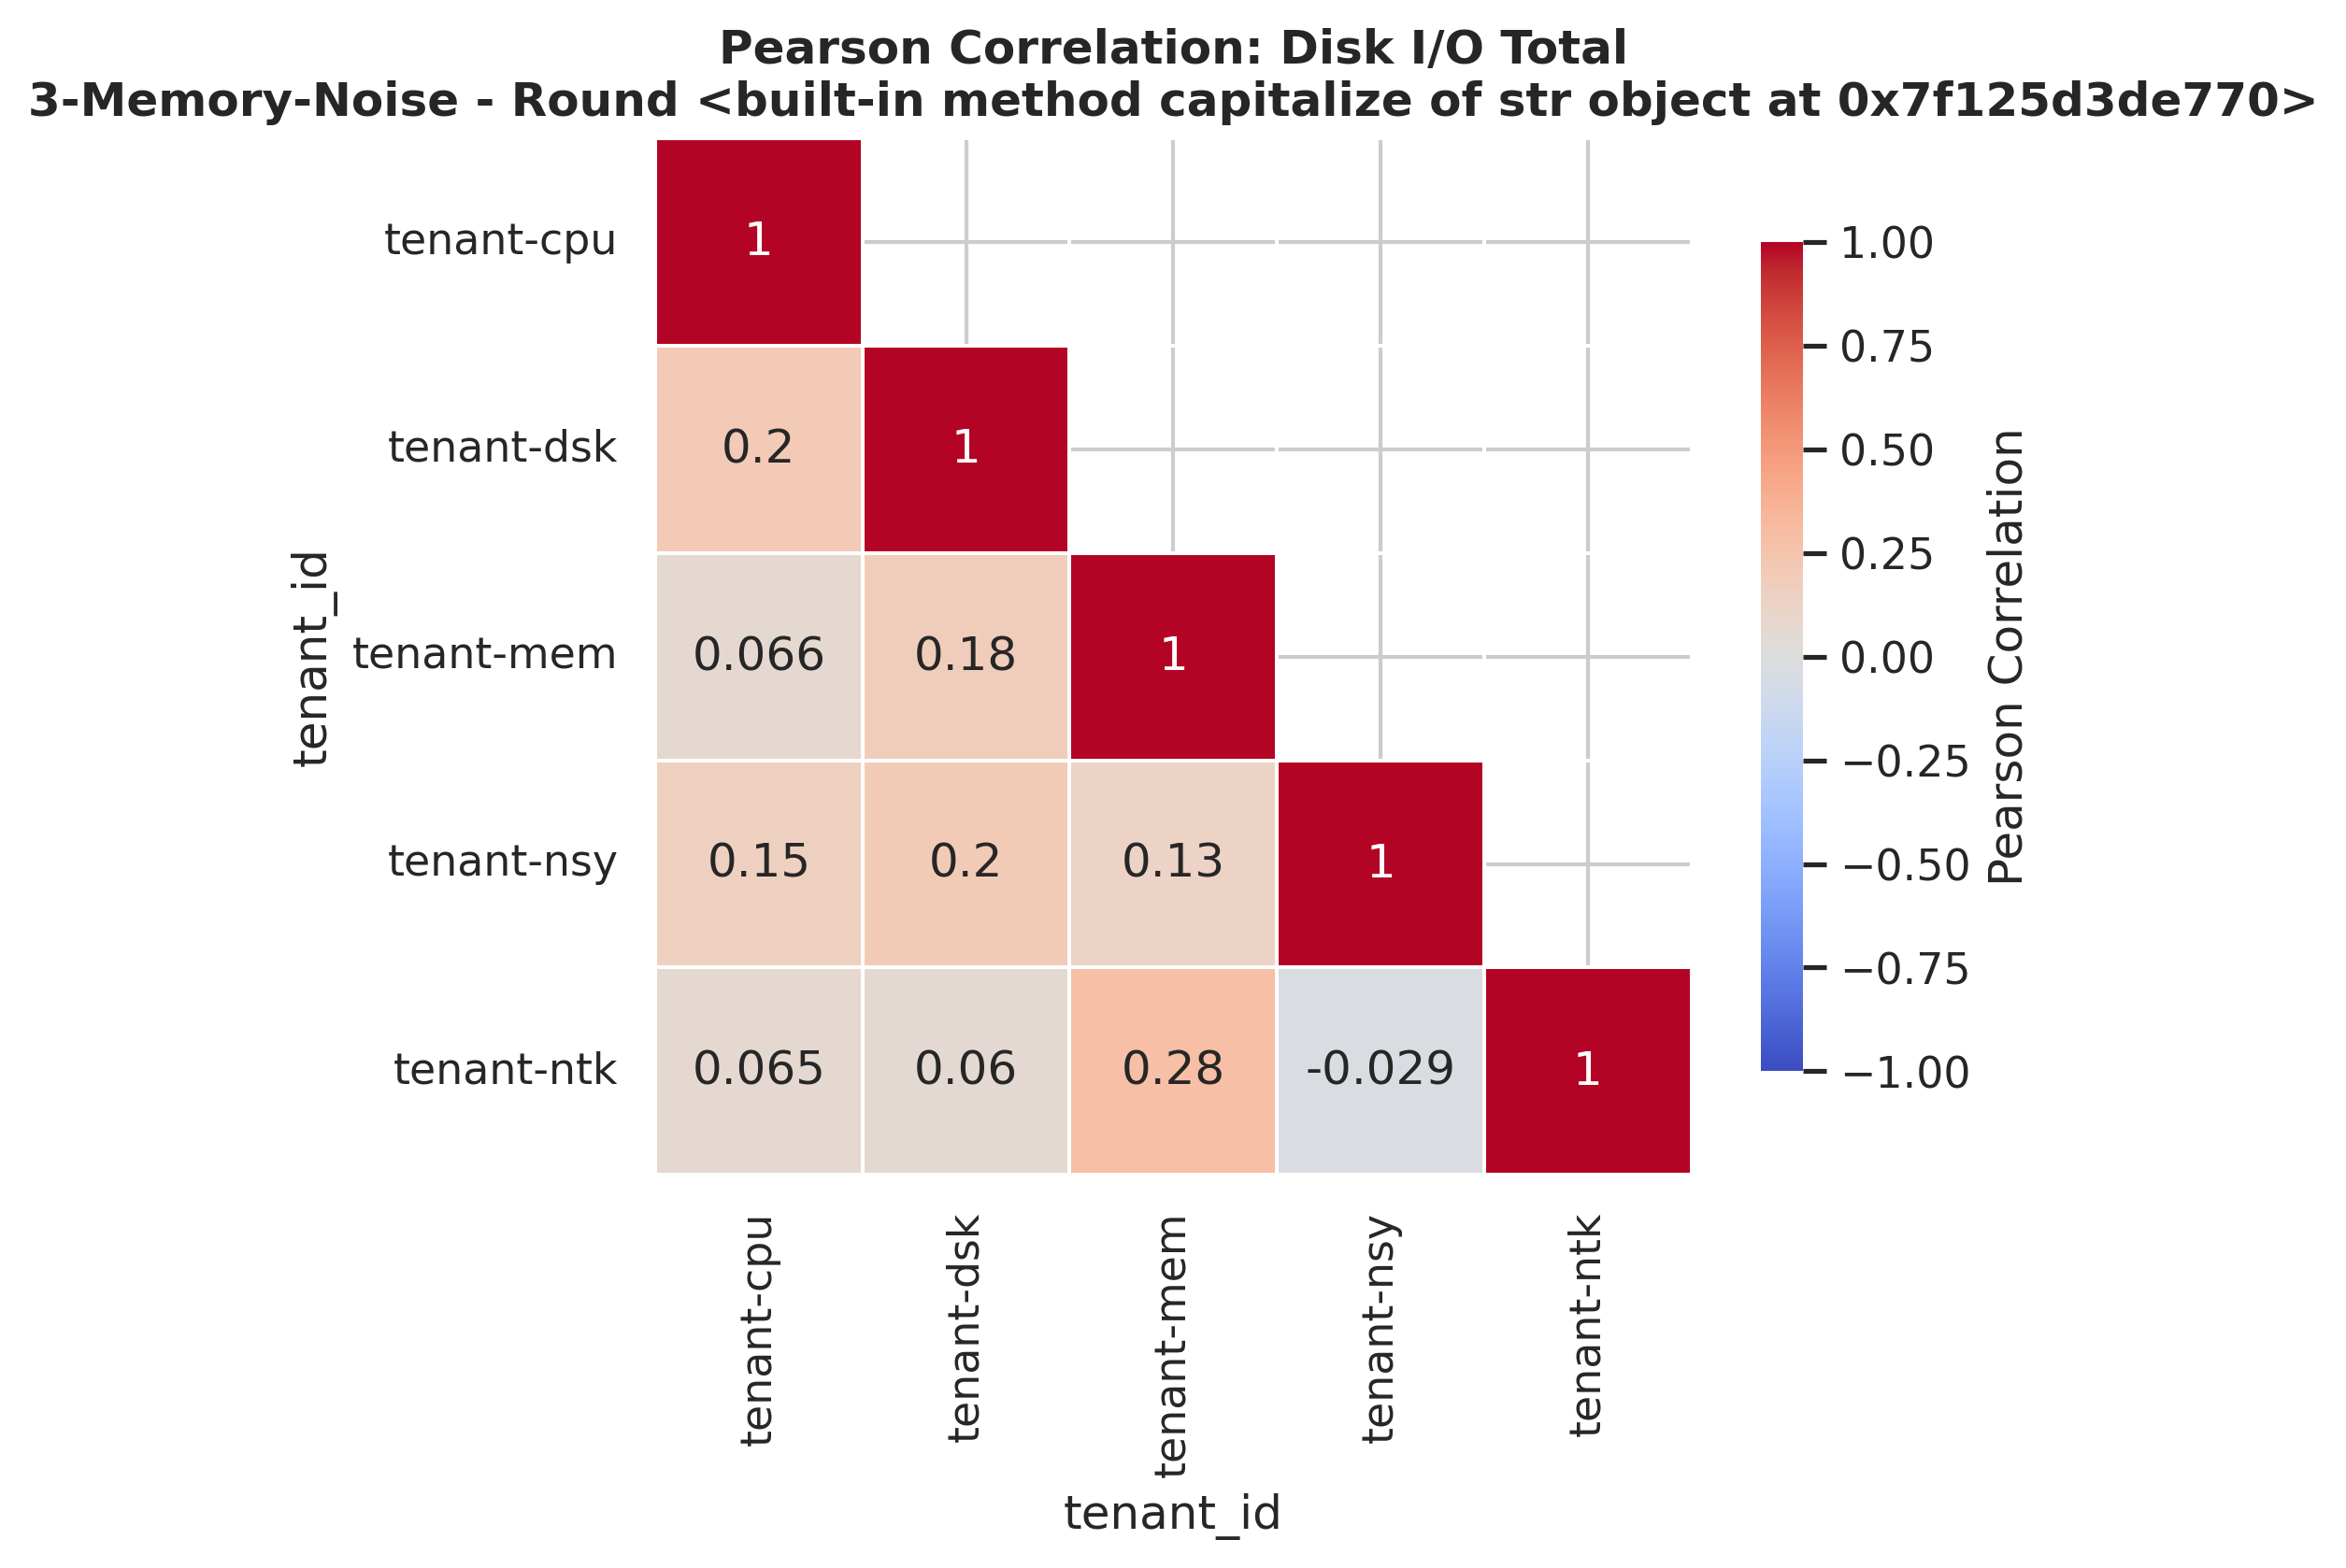 Pearson Correlation: Disk I/O Total
3-Memory-Noise - Round <built-in method capitalize of str object at 0x7f125d3de770>
tenant_id
tenant-cpu
1
tenant-dsk
0.2 1
tenant-mem
0.066 0.18 1
tenant-nsy
0.15 0.2 0.13 1
tenant-ntk
0.065 0.06 0.28 -0.029 1
tenant-cpu
tenant-dsk
tenant-mem
tenant-nsy
tenant-ntk
tenant_id
1.00
0.75
0.50
0.25
0.00
−0.25
−0.50
−0.75
−1.00
Pearson Correlation